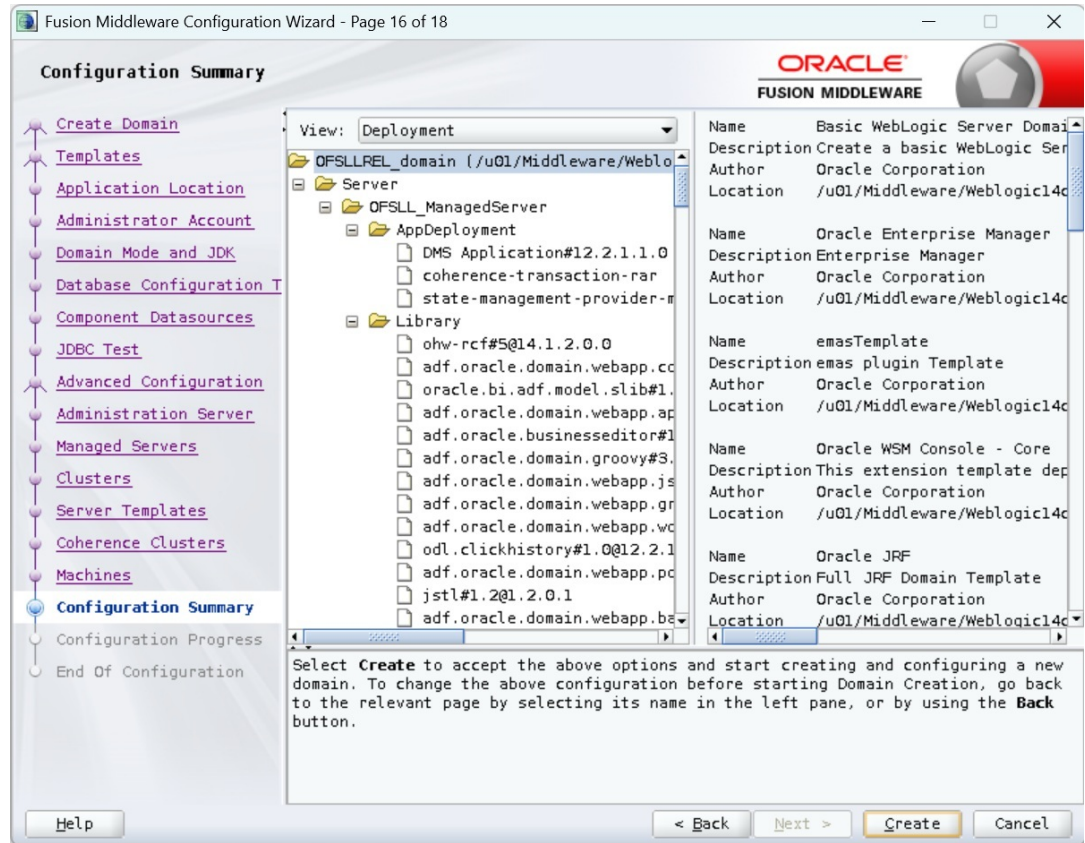 Fusion Middleware Configuration Wizard - Page 16 of 18
Configuration Summary
ORACLE
FUSION MIDDLEWARE
Create Domain
Templates
Application Location
Administrator Account
Domain Mode and JDK
Database Configuration T
Component Datasources
JDBC Test
Advanced Configuration
Administration Server
Managed Servers
Clusters
Server Templates
Coherence Clusters
Machines
Configuration Summary
Configuration Progress
End Of Configuration
View: Deployment
OFSLLREL_domain (/u01/Middleware/Weblo
Server
OFSLL_ManagedServer
AppDeployment
DMS Application#12.2.1.1.0
coherence-transaction-rar
state-management-provider-m
Library
ohw-rcf#5@14.1.2.0.0
adf.oracle.domain.webapp.cc
oracle.bi.adf.model.slib#1.
adf.oracle.domain.webapp.ap
adf.oracle.businesseditor#1
adf.oracle.domain.groovy#3.
adf.oracle.domain.webapp.js
adf.oracle.domain.webapp.gr
adf.oracle.domain.webapp.wc
odl.clickhistory#1.0@12.2.1
adf.oracle.domain.webapp.pc
jstl#1.2@1.2.0.1
adf.oracle.domain.webapp.ba
Name Basic WebLogic Server Domai
Description Create a basic WebLogic Ser
Author Oracle Corporation
Location /u01/Middleware/Weblogic14c
Name Oracle Enterprise Manager
Description Enterprise Manager
Author Oracle Corporation
Location /u01/Middleware/Weblogic14c
Name emasTemplate
Description emas plugin Template
Author Oracle Corporation
Location /u01/Middleware/Weblogic14c
Name Oracle WSM Console - Core
Description This extension template dep
Author Oracle Corporation
Location /u01/Middleware/Weblogic14c
Name Oracle JRF
Description Full JRF Domain Template
Author Oracle Corporation
Location /u01/Middleware/Weblogic14c
Select Create to accept the above options and start creating and configuring a new
domain. To change the above configuration before starting Domain Creation, go back
to the relevant page by selecting its name in the left pane, or by using the Back
button.
Help
< Back
Next >
Create
Cancel